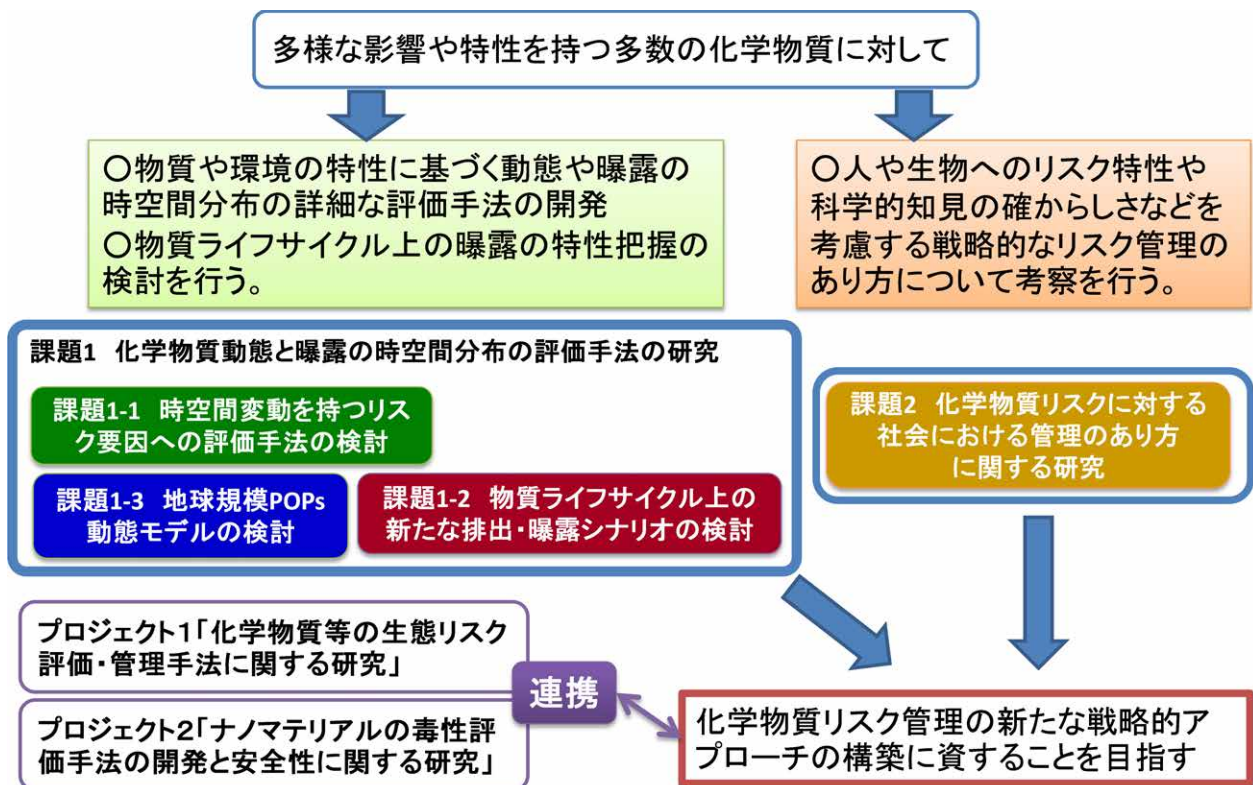 多様な影響や特性を持つ多数の化学物質に対して
〇物質や環境の特性に基づく動態や曝露の
時空間分布の詳細な評価手法の開発
〇物質ライフサイクル上の曝露の特性把握の
検討を行う。
〇人や生物へのリスク特性や
科学的知見の確からしさなどを
考慮する戦略的なリスク管理の
あり方について考察を行う。
課題1 化学物質動態と曝露の時空間分布の評価手法の研究
課題1-1 時空間変動を持つリス
ク要因への評価手法の検討
課題1-3 地球規模POPs
動態モデルの検討
課題1-2 物質ライフサイクル上の
新たな排出・曝露シナリオの検討
課題2 化学物質リスクに対する
社会における管理のあり方
に関する研究
プロジェクト1「化学物質等の生態リスク
評価・管理手法に関する研究」
プロジェクト2「ナノマテリアルの毒性評
価手法の開発と安全性に関する研究」
連携
化学物質リスク管理の新たな戦略的ア
プローチの構築に資することを目指す